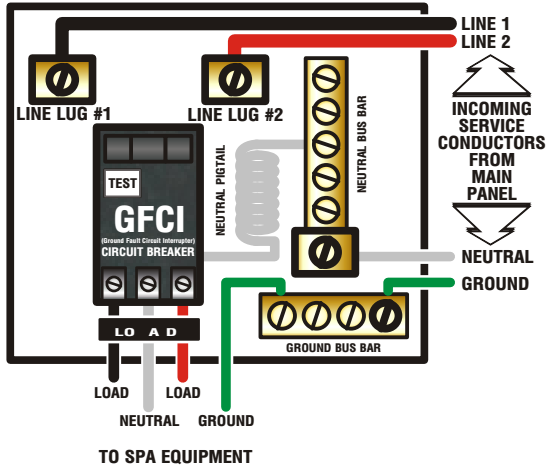 LINE 1
LINE 2
LINE LUG #1
LINE LUG #2
INCOMING
SERVICE
CONDUCTORS
FROM
MAIN
PANEL
NEUTRAL PIGTAIL
NEUTRAL BUS BAR
TEST
GFCI
(Ground Fault Circuit Interruptor)
CIRCUIT BREAKER
NEUTRAL
GROUND
LO A D
GROUND BUS BAR
LOAD
LOAD
NEUTRAL
GROUND
TO SPA EQUIPMENT